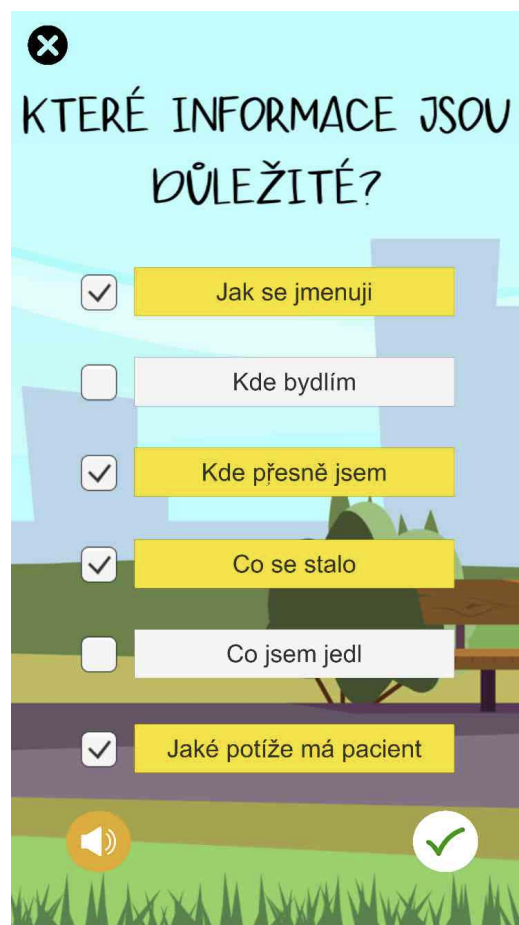 KTERÉ INFORMACE JSOU
DŮLEŽITÉ?
Jak se jmenuji
Kde bydlím
Kde přesně jsem
Co se stalo
Co jsem jedl
Jaké potíže má pacient